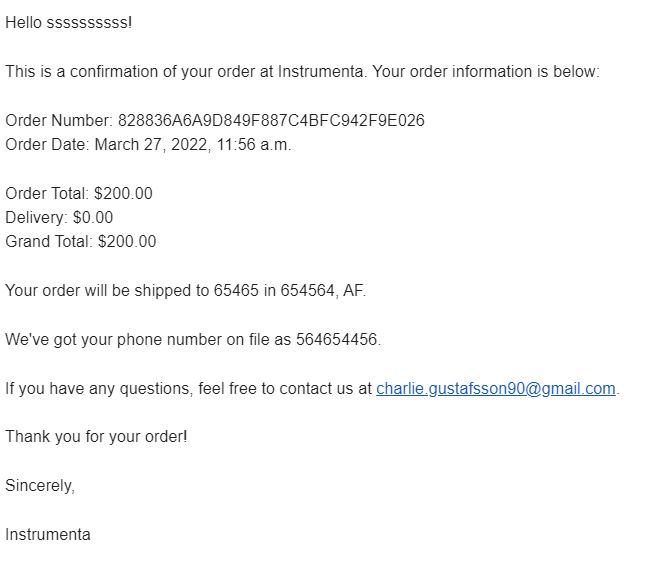 Hello ssssssssss!
This is a confirmation of your order at Instrumenta. Your order information is below:
Order Number: 828836A6A9D849F887C4BFC942F9E026
Order Date: March 27, 2022, 11:56 a.m.
Order Total: $200.00
Delivery: $0.00
Grand Total: $200.00
Your order will be shipped to 65465 in 654564, AF.
We've got your phone number on file as 564654456.
If you have any questions, feel free to contact us at charlie.gustafsson90@gmail.com.
Thank you for your order!
Sincerely,
Instrumenta